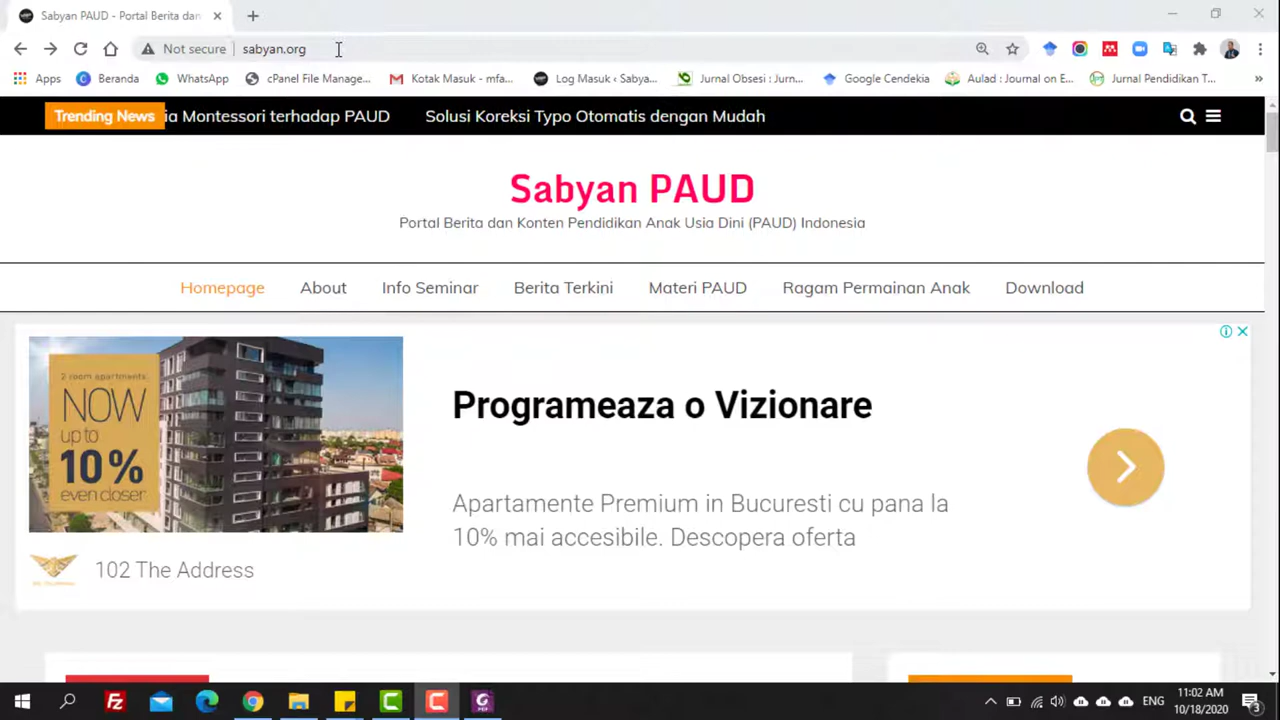 Sabyan PAUD - Portal Berita dan
Not secure sabyan.org
Apps Beranda WhatsApp cPanel File Manage... Kotak Masuk - mfa... Log Masuk ‹ Sabya... Jurnal Obsesi : Jurn... Google Cendekia Aulad : Journal on E... Jurnal Pendidikan T... »
Trending News ia Montessori terhadap PAUD Solusi Koreksi Typo Otomatis dengan Mudah
Sabyan PAUD
Portal Berita dan Konten Pendidikan Anak Usia Dini (PAUD) Indonesia
Homepage About Info Seminar Berita Terkini Materi PAUD Ragam Permainan Anak Download
2 room apartments
NOW
up to
10%
even closer
Programeaza o Vizionare
Apartamente Premium in Bucuresti cu pana la
10% mai accesibile. Descopera oferta
102 The Address
ENG
11:02 AM
10/18/2020
3